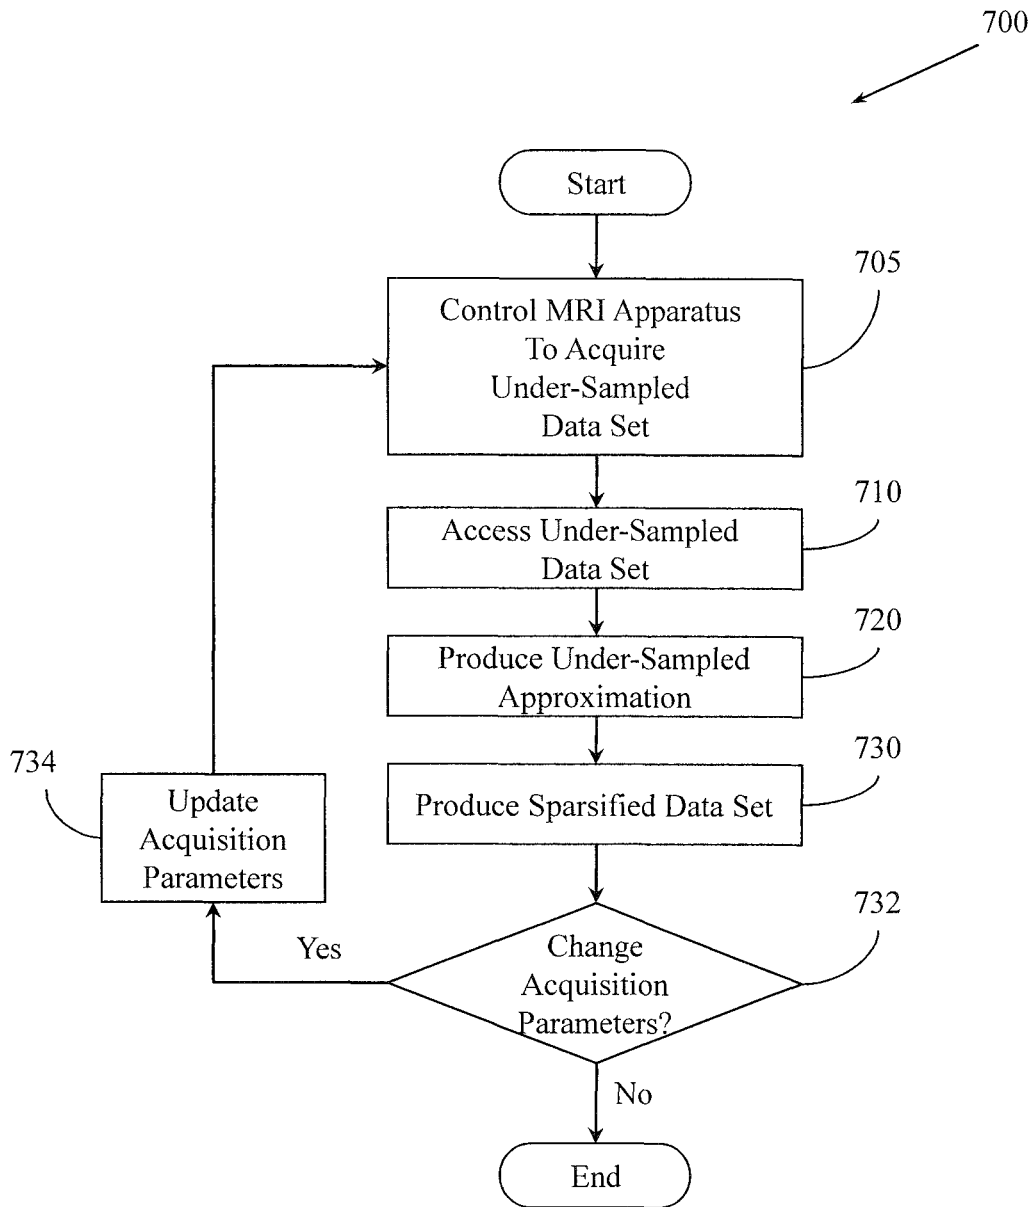 700
Start
705
Control MRI Apparatus
To Acquire
Under-Sampled
Data Set
710
Access Under-Sampled
Data Set
720
Produce Under-Sampled
Approximation
730
Produce Sparsified Data Set
734
Update
Acquisition
Parameters
732
Yes
Change
Acquisition
Parameters?
No
End